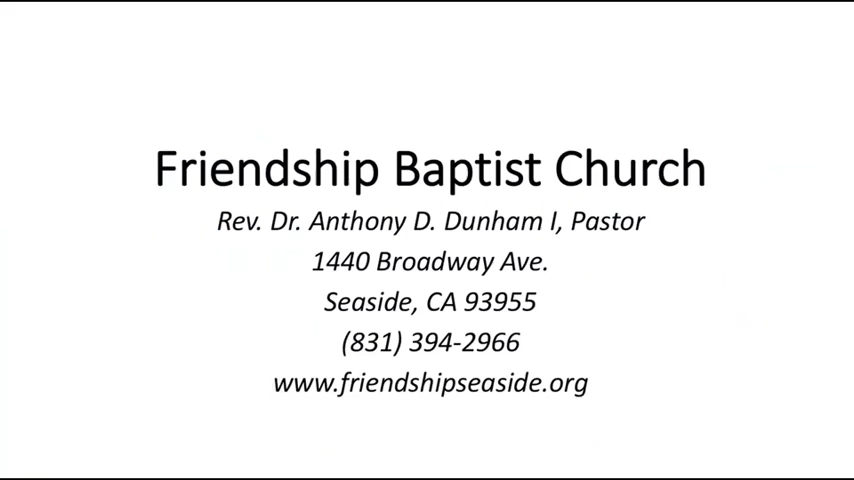 Friendship Baptist Church
Rev. Dr. Anthony D. Dunham I, Pastor
1440 Broadway Ave.
Seaside, CA 93955
(831) 394-2966
www.friendshipseaside.org